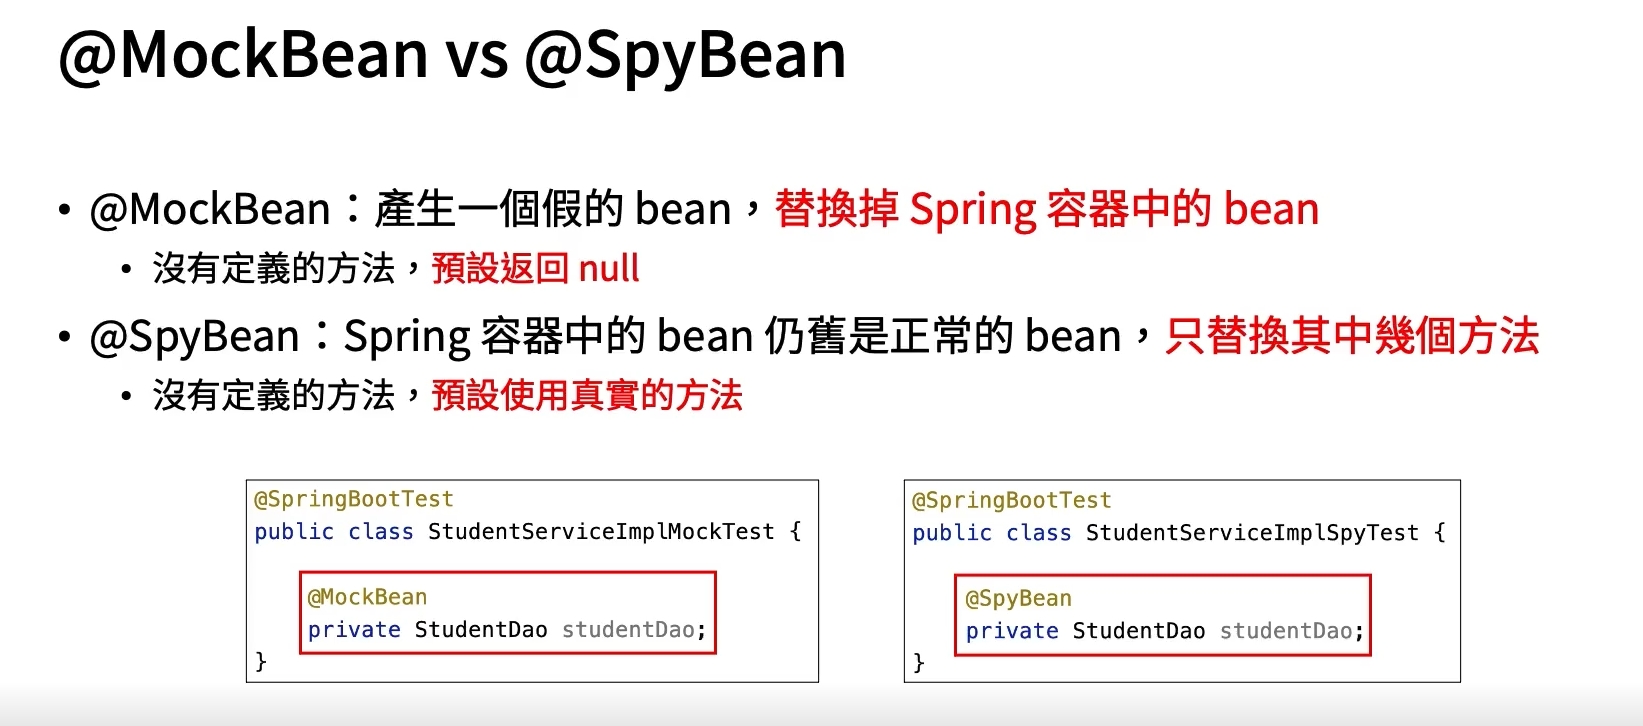 @MockBean vs @SpyBean
• @MockBean：產生一個假的 bean，替換掉 Spring 容器中的 bean
• 沒有定義的方法，預設返回 null
• @SpyBean：Spring 容器中的 bean 仍舊是正常的 bean，只替換其中幾個方法
• 沒有定義的方法，預設使用真實的方法
@SpringBootTest
public class StudentServiceImplMockTest {
@MockBean
private StudentDao studentDao;
}
@SpringBootTest
public class StudentServiceImplSpyTest {
@SpyBean
private StudentDao studentDao;
}